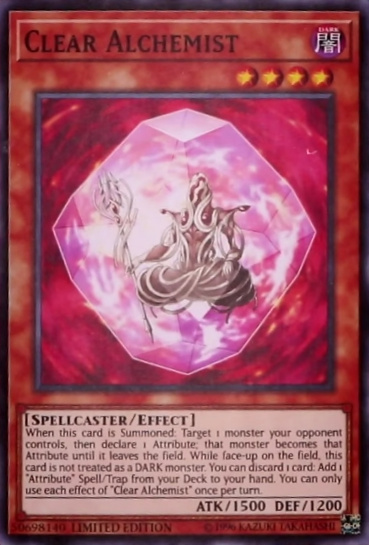 CLEAR ALCHEMIST
DARK
闇
[SPELLCASTER/EFFECT]
When this card is Summoned: Target 1 monster your opponent
controls, then declare 1 Attribute; that monster becomes that
Attribute until it leaves the field. While face-up on the field, this
card is not treated as a DARK monster. You can discard 1 card: Add 1
"Attribute" Spell/Trap from your Deck to your hand. You can only
use each effect of "Clear Alchemist" once per turn.
ATK/1500 DEF/1200
50698140 LIMITED EDITION ©1996 KAZUKI TAKAHASHI